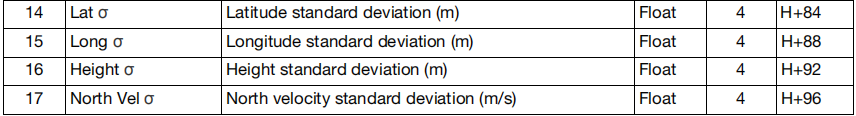 14 Lat σ Latitude standard deviation (m) Float 4 H+84
15 Long σ Longitude standard deviation (m) Float 4 H+88
16 Height σ Height standard deviation (m) Float 4 H+92
17 North Vel σ North velocity standard deviation (m/s) Float 4 H+96